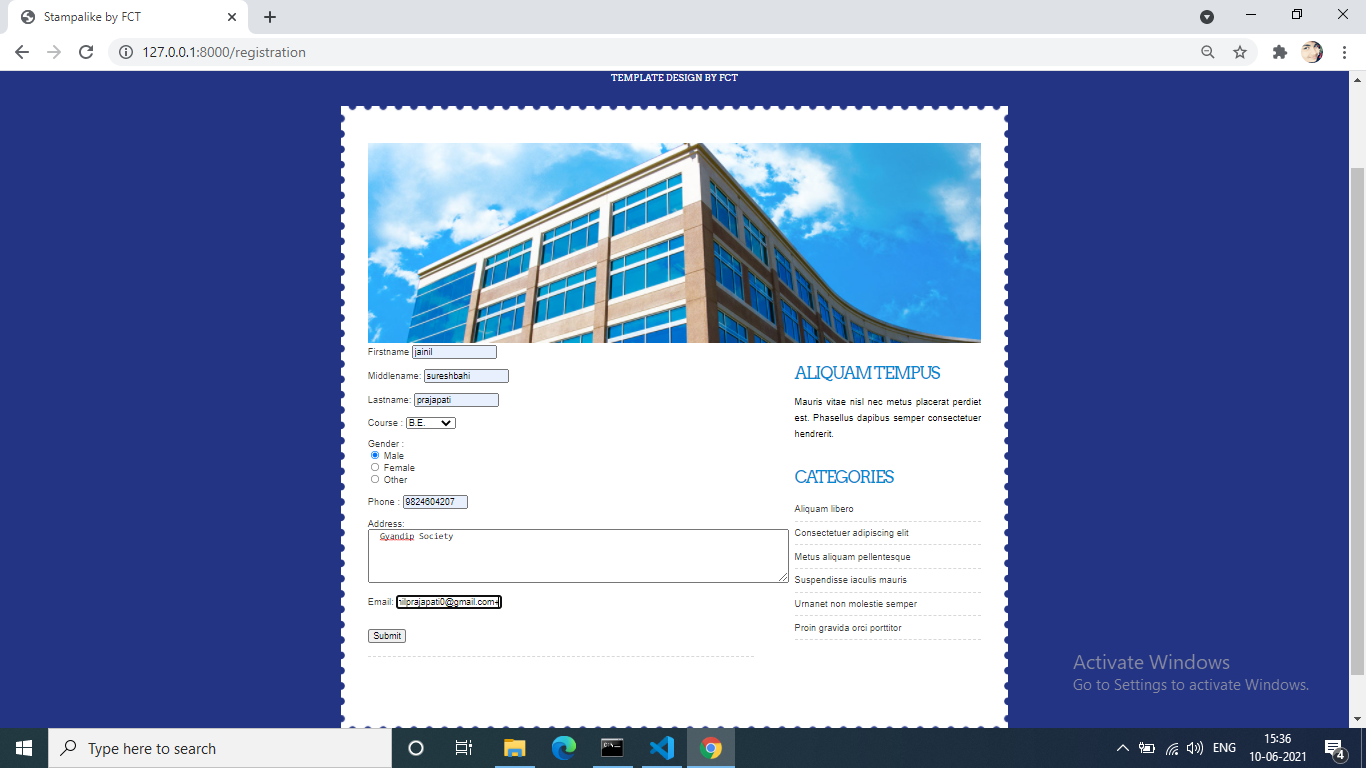 Stampalike by FCT
127.0.0.1:8000/registration
TEMPLATE DESIGN BY FCT
Firstname jainil
Middlename: sureshbahi
Lastname: prajapati
Course : B.E.
Gender :
Male
Female
Other
Phone : 9824604207
Address:
Gyandip Society
Email: nilprajapati0@gmail.com
Submit
ALIQUAM TEMPUS
Mauris vitae nisl nec metus placerat perdiet
est. Phasellus dapibus semper consectetuer
hendrerit.
CATEGORIES
Aliquam libero
Consectetuer adipiscing elit
Metus aliquam pellentesque
Suspendisse iaculis mauris
Urnanet non molestie semper
Proin gravida orci porttitor
Activate Windows
Go to Settings to activate Windows.
Type here to search
ENG
15:36
10-06-2021
4